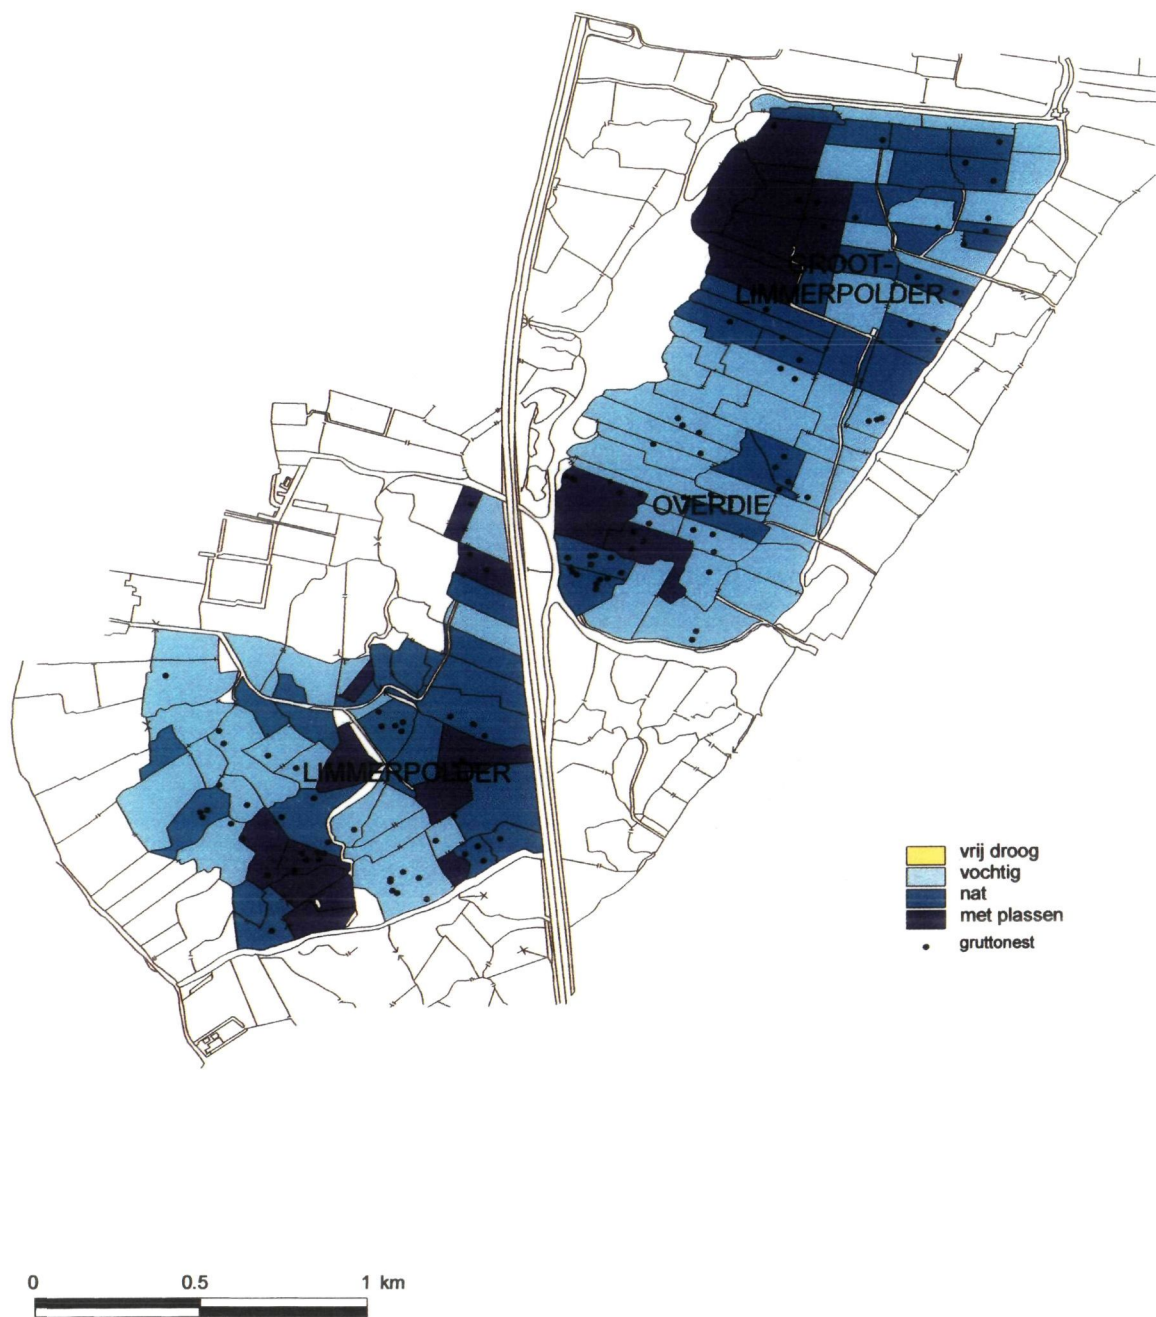 GROOT-
LIMMERPOLDER
OVERDIE
LIMMERPOLDER
vrij droog
vochtig
nat
met plassen
gruttonest
0 0.5 1 km